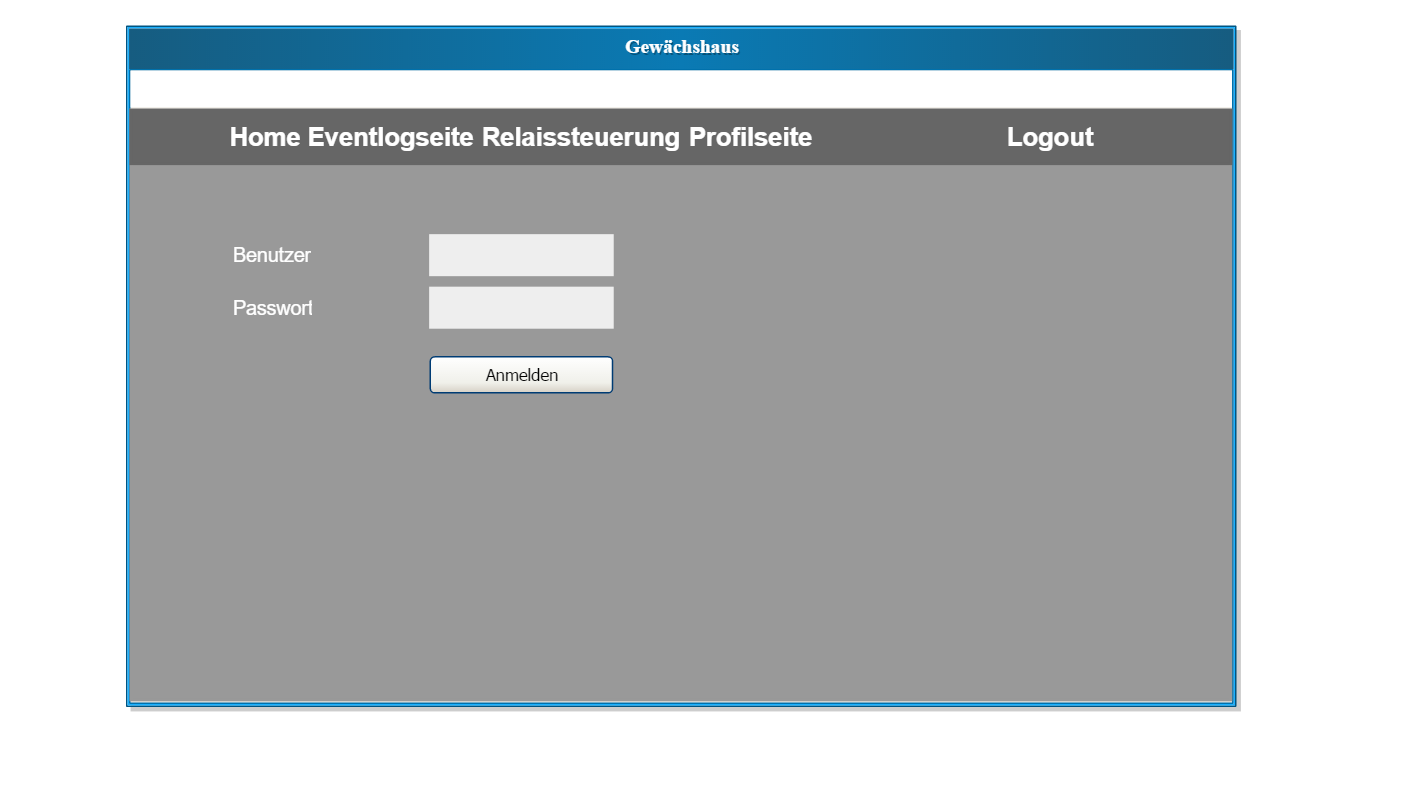 Gewächshaus
Home Eventlogseite Relaissteuerung Profilseite Logout
Benutzer
Passwort
Anmelden